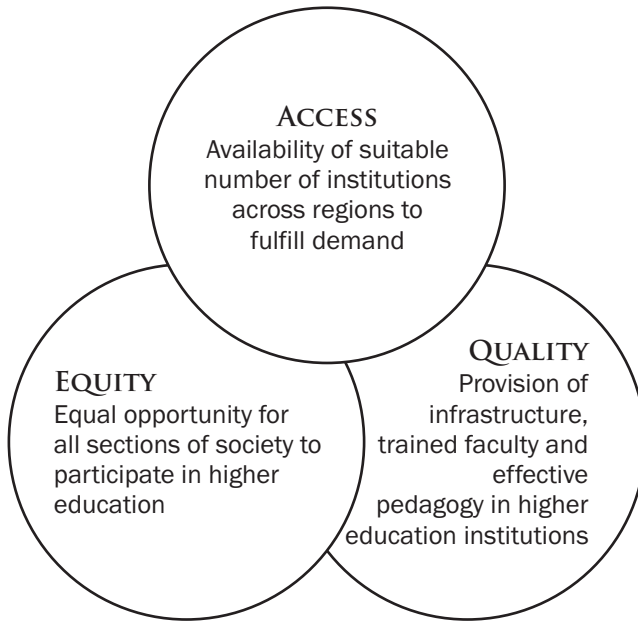 ACCESS
Availability of suitable
number of institutions
across regions to
fulfill demand
EQUITY
Equal opportunity for
all sections of society to
participate in higher
education
QUALITY
Provision of
infrastructure,
trained faculty and
effective
pedagogy in higher
education institutions